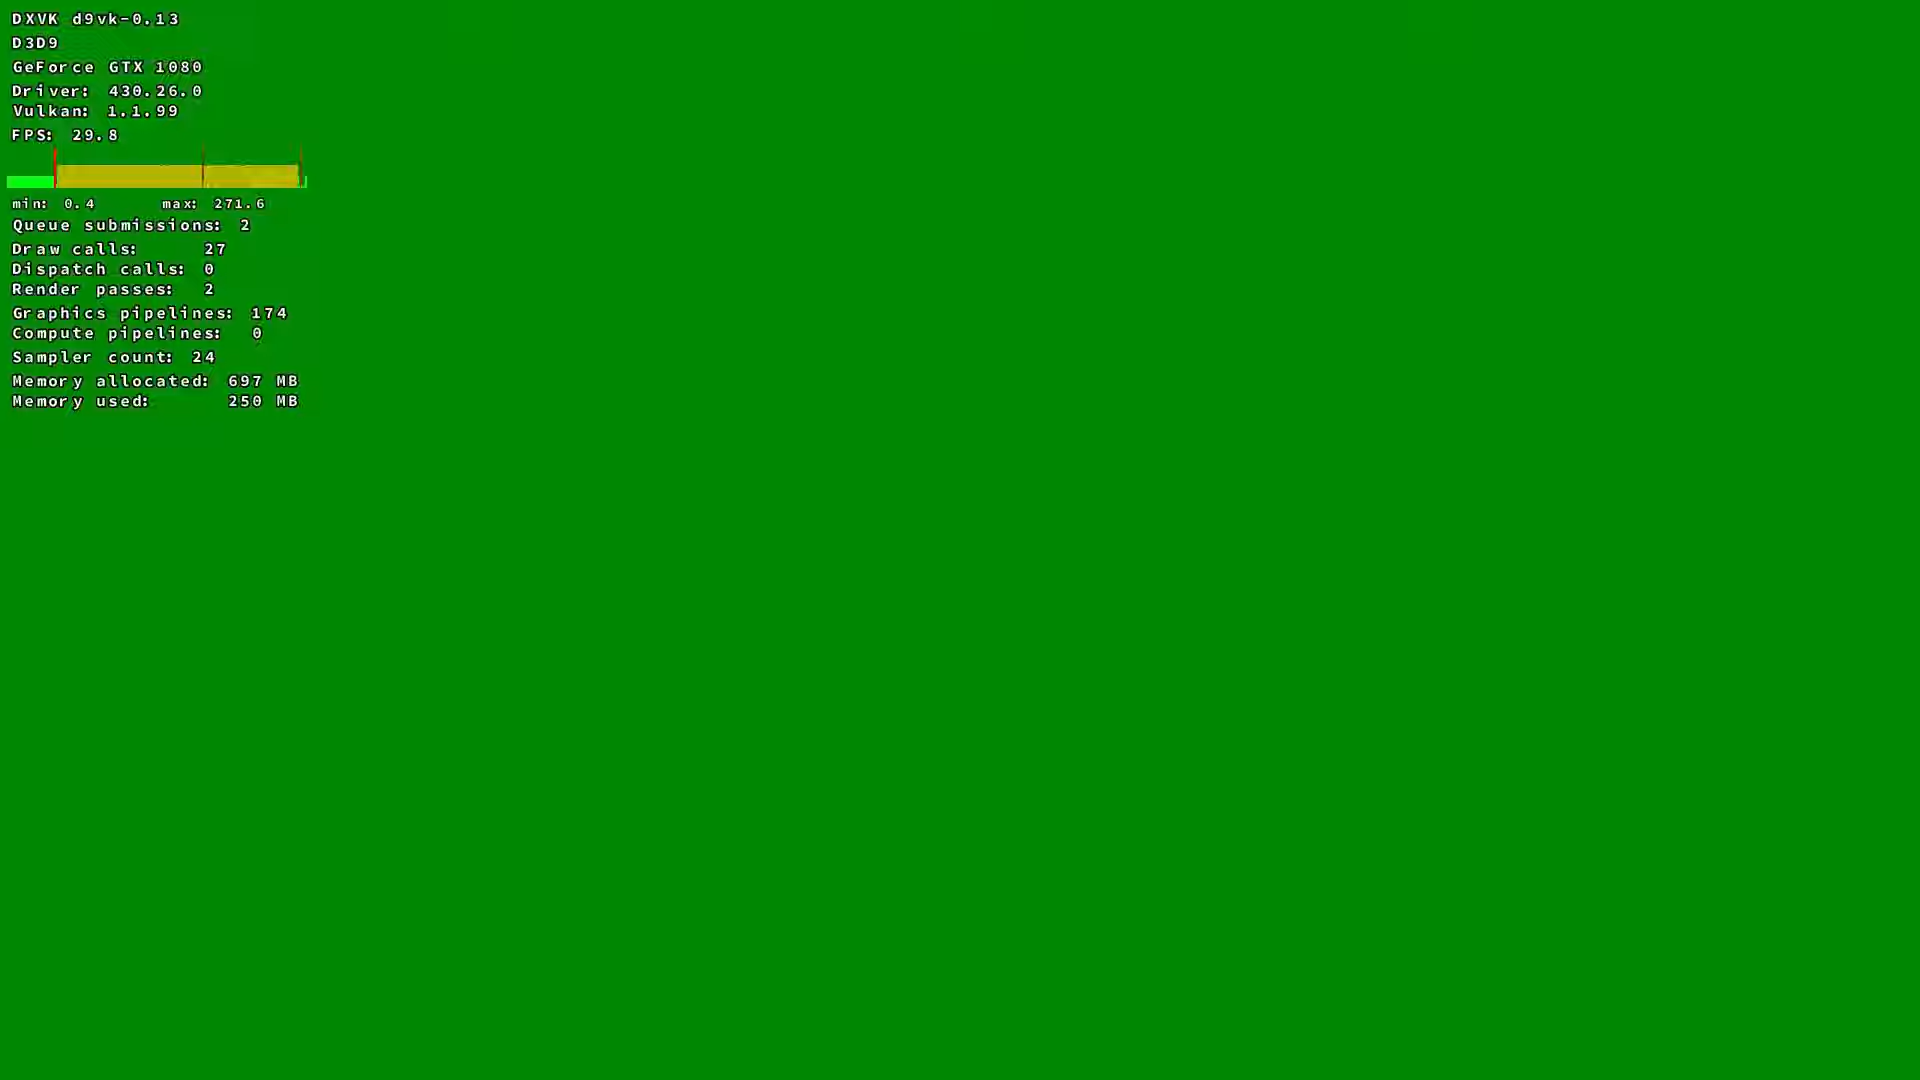 DXVK d9vk-0.13
D3D9
GeForce GTX 1080
Driver: 430.26.0
Vulkan: 1.1.99
FPS: 29.8
min: 0.4 max: 271.6
Queue submissions: 2
Draw calls: 27
Dispatch calls: 0
Render passes: 2
Graphics pipelines: 174
Compute pipelines: 0
Sampler count: 24
Memory allocated: 697 MB
Memory used: 250 MB